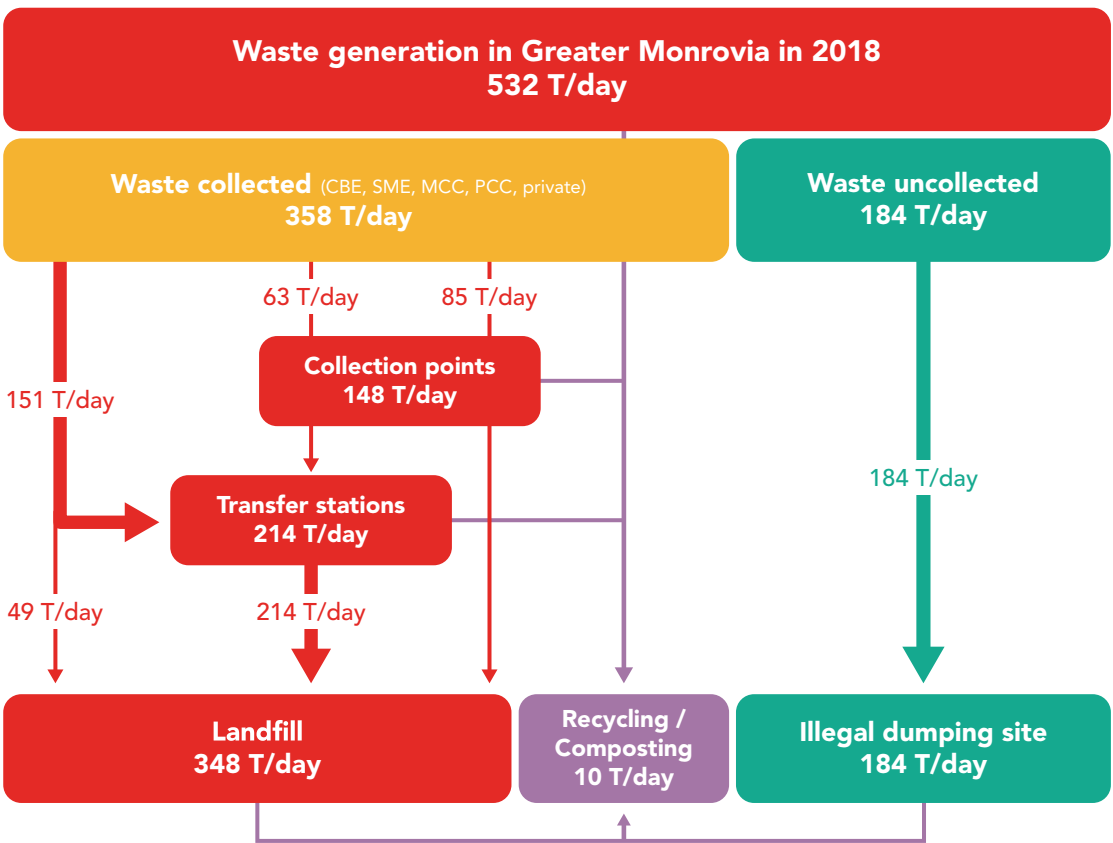 Waste generation in Greater Monrovia in 2018
532 T/day
Waste collected (CBE, SME, MCC, PCC, private)
358 T/day
Waste uncollected
184 T/day
63 T/day
85 T/day
Collection points
148 T/day
151 T/day
184 T/day
Transfer stations
214 T/day
49 T/day
214 T/day
Landfill
348 T/day
Recycling /
Composting
10 T/day
Illegal dumping site
184 T/day